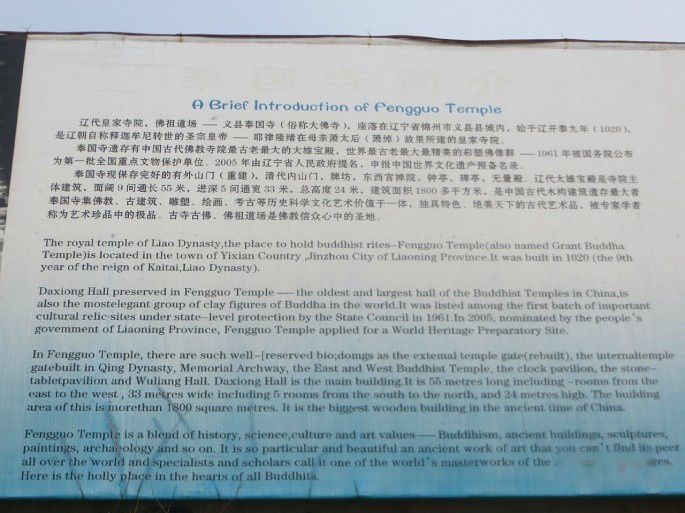 A Brief Introduction of Fengguo Temple
辽代皇家寺院，佛祖道场 —— 义县奉国寺（俗称大佛寺），座落在辽宁省锦州市义县县城内，始于辽开泰九年（1020），
是辽朝自称释迦牟尼转世的圣宗皇帝 —— 耶律隆绪在母亲萧太后（萧绰）故里所建的皇家寺院。
奉国寺遗存有中国古代佛教寺院最古老最大的大雄宝殿，世界最古老最大最精美的彩塑佛像群 —— 1961年被国务院公布
为第一批全国重点文物保护单位。2005年由辽宁省人民政府提名，申报中国世界文化遗产预备名录。
奉国寺现保存完好的有外山门（重建），清代内山门，牌坊，东西宫禅院，钟亭，碑亭，无量殿。辽代大雄宝殿是寺院主
体建筑，面阔9间通长55米，进深5间通宽33米，总高度24米，建筑面积1800多平方米，是中国古代木构建筑遗存最大者
奉国寺集佛教、古建筑、雕塑、绘画、考古等历史科学文化艺术价值于一体，独具特色、绝美天下的古代艺术品，被专家学者
称为艺术珍品中的极品。古寺古佛、佛祖道场是佛教信众心中的圣地。
The royal temple of Liao Dynasty,the place to hold buddhist rites-Fengguo Temple(also named Grant Buddha
Temple)is located in the town of Yixian Country ,Jinzhou City of Liaoning Province.It was built in 1020 (the 9th
year of the reign of Kaitai,Liao Dynasty).
Daxiong Hall preserved in Fengguo Temple —— the oldest and largest hall of the Buddhist Temples in China,is
also the mostelegant group of clay figures of Buddha in the world.It was listed among the first batch of important
cultural relic-sites under state-level protection by the State Council in 1961.In 2005, nominated by the people's
government of Liaoning Province, Fengguo Temple applied for a World Heritage Preparatory Site.
In Fengguo Temple, there are such well-[reserved bio;domgs as the extemal temple gate(rebuilt), the internaltemple
gatebuilt in Qing Dynasty, Memorial Archway, the East and West Buddhist Temple, the clock pavilion, the stone-
tabletpavilion and Wuliang Hall. Daxiong Hall is the main building.It is 55 metres long including -rooms from the
east to the west , 33 metres wide including 5 rooms from the south to the north, and 24 metres high. The building
area of this is morethan 1800 square metres. It is the biggest wooden building in the ancient time of China.
Fengguo Temple is a blend of history, science,culture and art values —— Buddhism, ancient buildings, sculptures,
paintings, archaeology and so on. It is so particular and beautiful an ancient work of art that you can't find its peer
all over the world and specialists and scholars call it one of the world's masterworks of the
Here is the holly place in the hearts of all Buddhits.